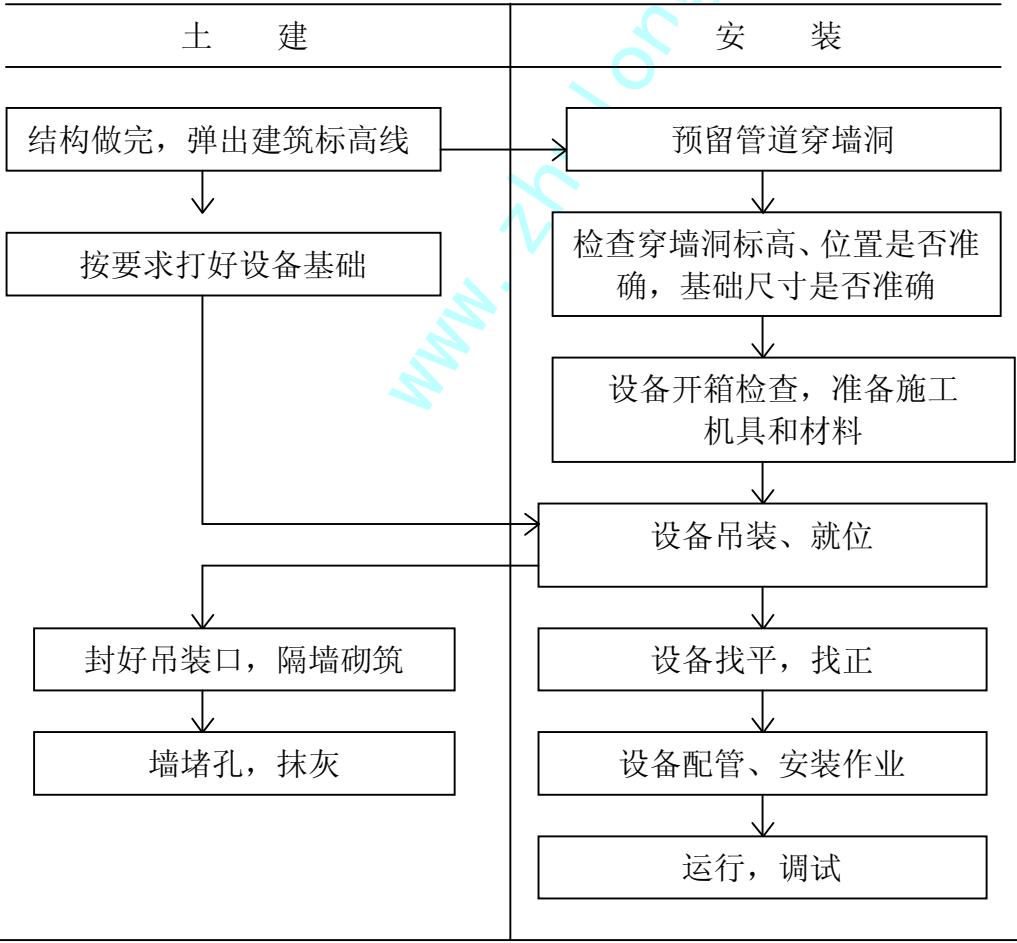 土 建
安 装
结构做完，弹出建筑标高线
预留管道穿墙洞
按要求打好设备基础
检查穿墙洞标高、位置是否准
确，基础尺寸是否准确
设备开箱检查，准备施工
机具和材料
设备吊装、就位
封好吊装口，隔墙砌筑
设备找平，找正
墙堵孔，抹灰
设备配管、安装作业
运行，调试
www.zhulong